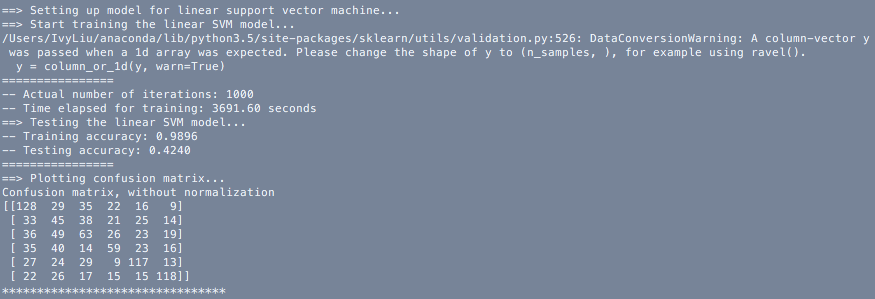 ==> Setting up model for linear support vector machine...
==> Start training the linear SVM model...
/Users/IvyLiu/anaconda/lib/python3.5/site-packages/sklearn/utils/validation.py:526: DataConversionWarning: A column-vector y
 was passed when a 1d array was expected. Please change the shape of y to (n_samples, ), for example using ravel().
  y = column_or_1d(y, warn=True)
================
-- Actual number of iterations: 1000
-- Time elapsed for training: 3691.60 seconds
==> Testing the linear SVM model...
-- Training accuracy: 0.9896
-- Testing accuracy: 0.4240
================
==> Plotting confusion matrix...
Confusion matrix, without normalization
[[128  29  35  22  16   9]
 [ 33  45  38  21  25  14]
 [ 36  49  63  26  23  19]
 [ 35  40  14  59  23  16]
 [ 27  24  29   9 117  13]
 [ 22  26  17  15  15 118]]
********************************